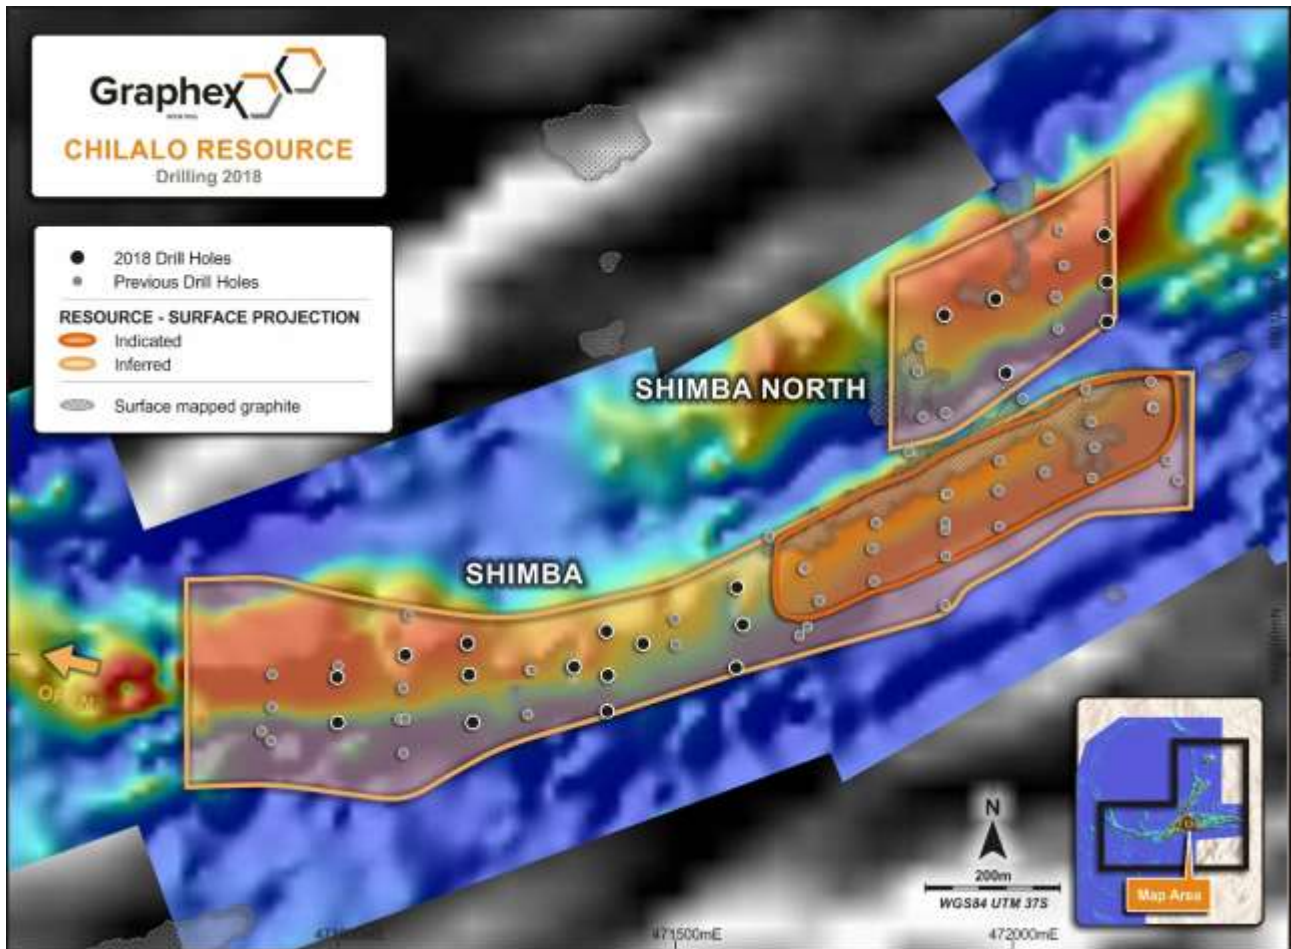 Graphex
CHILALO RESOURCE
Drilling 2018
2018 Drill Holes
Previous Drill Holes
RESOURCE - SURFACE PROJECTION
Indicated
Inferred
Surface mapped graphite
SHIMBA NORTH
SHIMBA
N
200m
WGS84 UTM 37S
Map Area
471500mE
472000mE